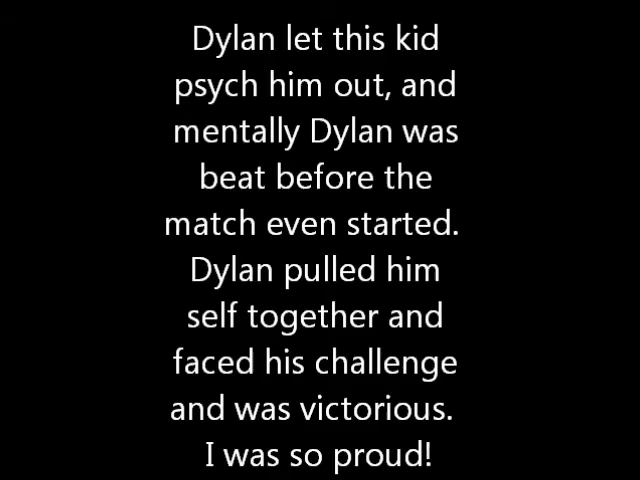 Dylan let this kid
psych him out, and
mentally Dylan was
beat before the
match even started.
Dylan pulled him
self together and
faced his challenge
and was victorious.
I was so proud!